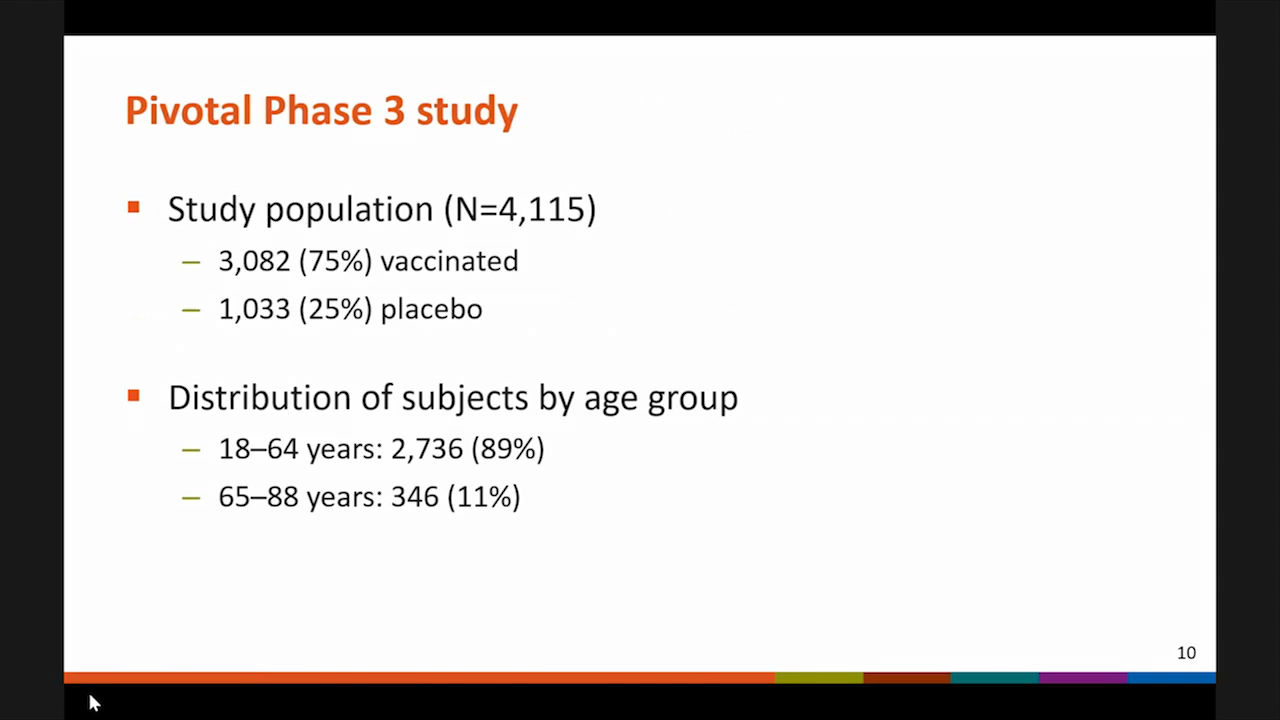 Pivotal Phase 3 study
▪ Study population (N=4,115)
– 3,082 (75%) vaccinated
– 1,033 (25%) placebo
▪ Distribution of subjects by age group
– 18–64 years: 2,736 (89%)
– 65–88 years: 346 (11%)
10